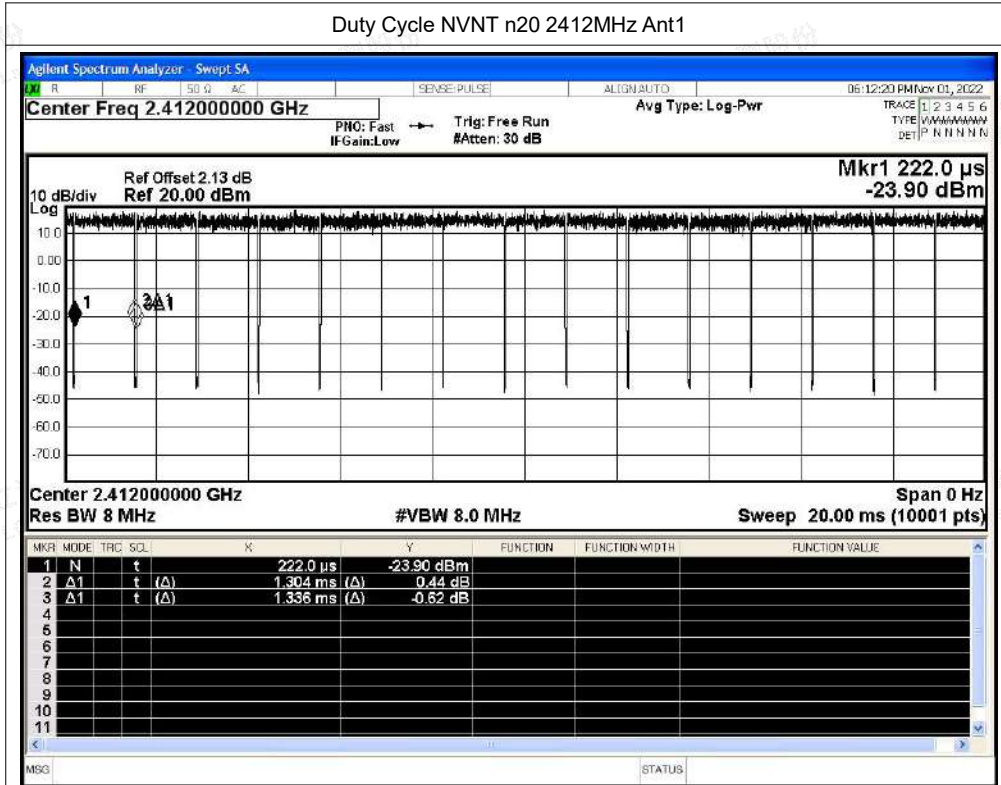 Duty Cycle NVNT n20 2412MHz Ant1
Agilent Spectrum Analyzer - Swept SA
LXI R RF 50 Ω AC SENSE:PULSE ALIGNAUTO 06:12:20 PM Nov 01, 2022
Center Freq 2.412000000 GHz Avg Type: Log-Pwr TRACE 1 2 3 4 5 6
PNO: Fast Trig: Free Run TYPE
IFGain:Low #Atten: 30 dB DET P N N N N N
Mkr1 222.0 µs
Ref Offset 2.13 dB
10 dB/div Ref 20.00 dBm -23.90 dBm
Log
10.0
0.00
-10.0
1
3Δ1
-20.0
-30.0
-40.0
-50.0
-60.0
-70.0
Center 2.412000000 GHz Span 0 Hz
Res BW 8 MHz #VBW 8.0 MHz Sweep 20.00 ms (10001 pts)
MKR MODE TRC SCL X Y FUNCTION FUNCTION WIDTH FUNCTION VALUE
1 N t 222.0 µs -23.90 dBm
2 Δ1 t (Δ) 1.304 ms (Δ) 0.44 dB
3 Δ1 t (Δ) 1.336 ms (Δ) -0.62 dB
4
5
6
7
8
9
10
11
MSG STATUS